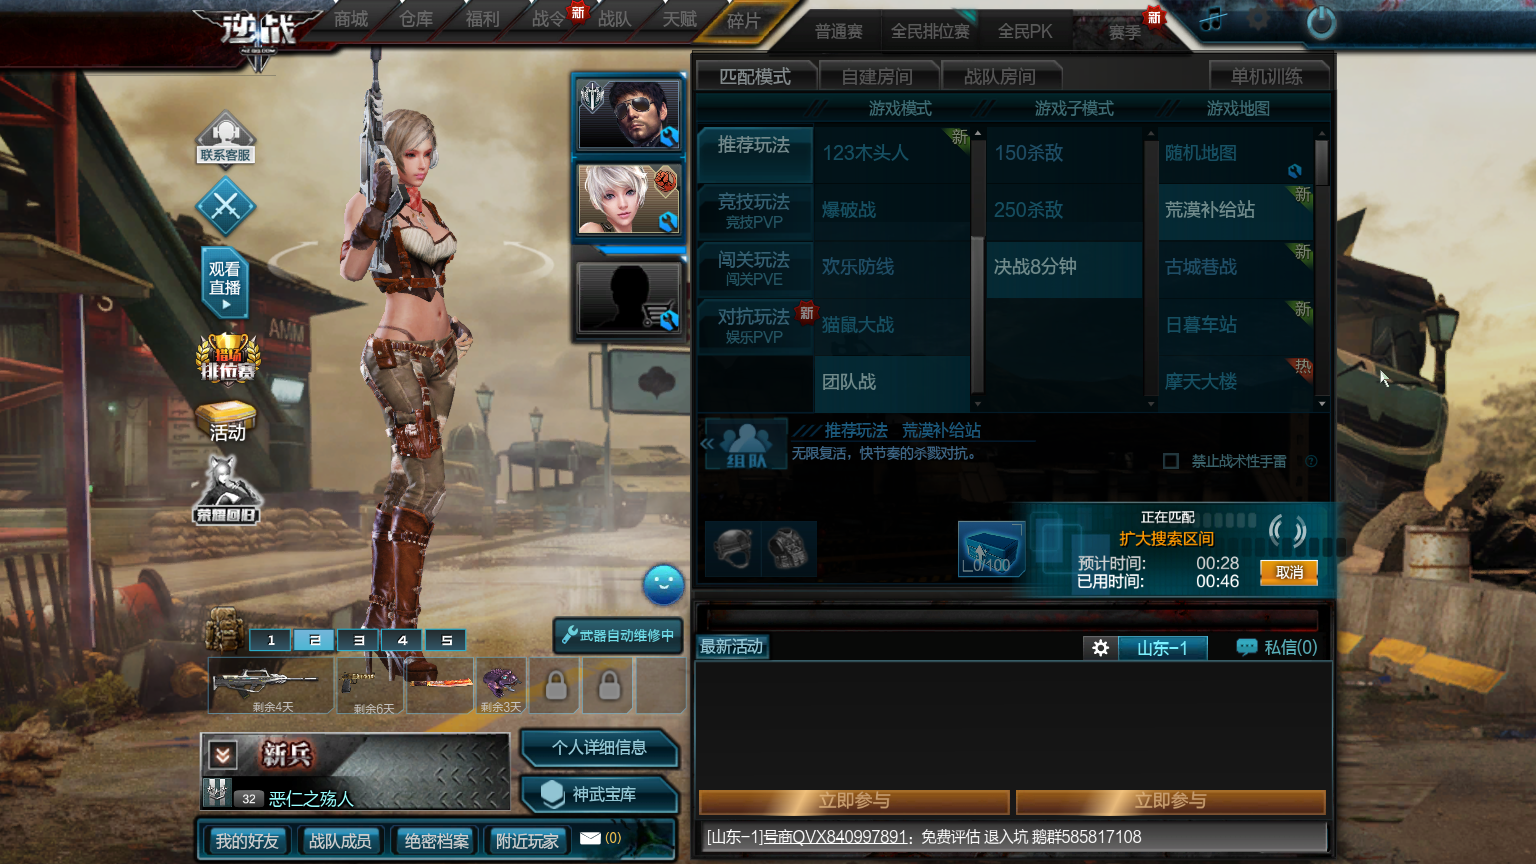 逆战
商城
仓库
福利
战令
新
战队
天赋
碎片
普通赛
全民排位赛
全民PK
赛季
新
匹配模式
自建房间
战队房间
单机训练
游戏模式
游戏子模式
游戏地图
推荐玩法
竞技玩法
竞技PVP
闯关玩法
闯关PVE
对抗玩法
娱乐PVP
新
123木头人
新
爆破战
欢乐防线
猫鼠大战
团队战
150杀敌
250杀敌
决战8分钟
随机地图
荒漠补给站
新
古城巷战
新
日暮车站
新
摩天大楼
热
联系客服
观看
直播
猎场
排位赛
活动
荣耀回归
AMM
组队
推荐玩法 荒漠补给站
无限复活，快节奏的杀戮对抗。
禁止战术性手雷
0/100
正在匹配
扩大搜索区间
预计时间: 00:28
已用时间: 00:46
取消
1
2
3
4
5
武器自动维修中
剩余4天
剩余6天
剩余3天
最新活动
山东-1
私信(0)
新兵
32
恶仁之殇人
个人详细信息
神武宝库
立即参与
立即参与
我的好友
战队成员
绝密档案
附近玩家
(0)
[山东-1]号商QVX840997891：免费评估 退入坑 鹅群585817108